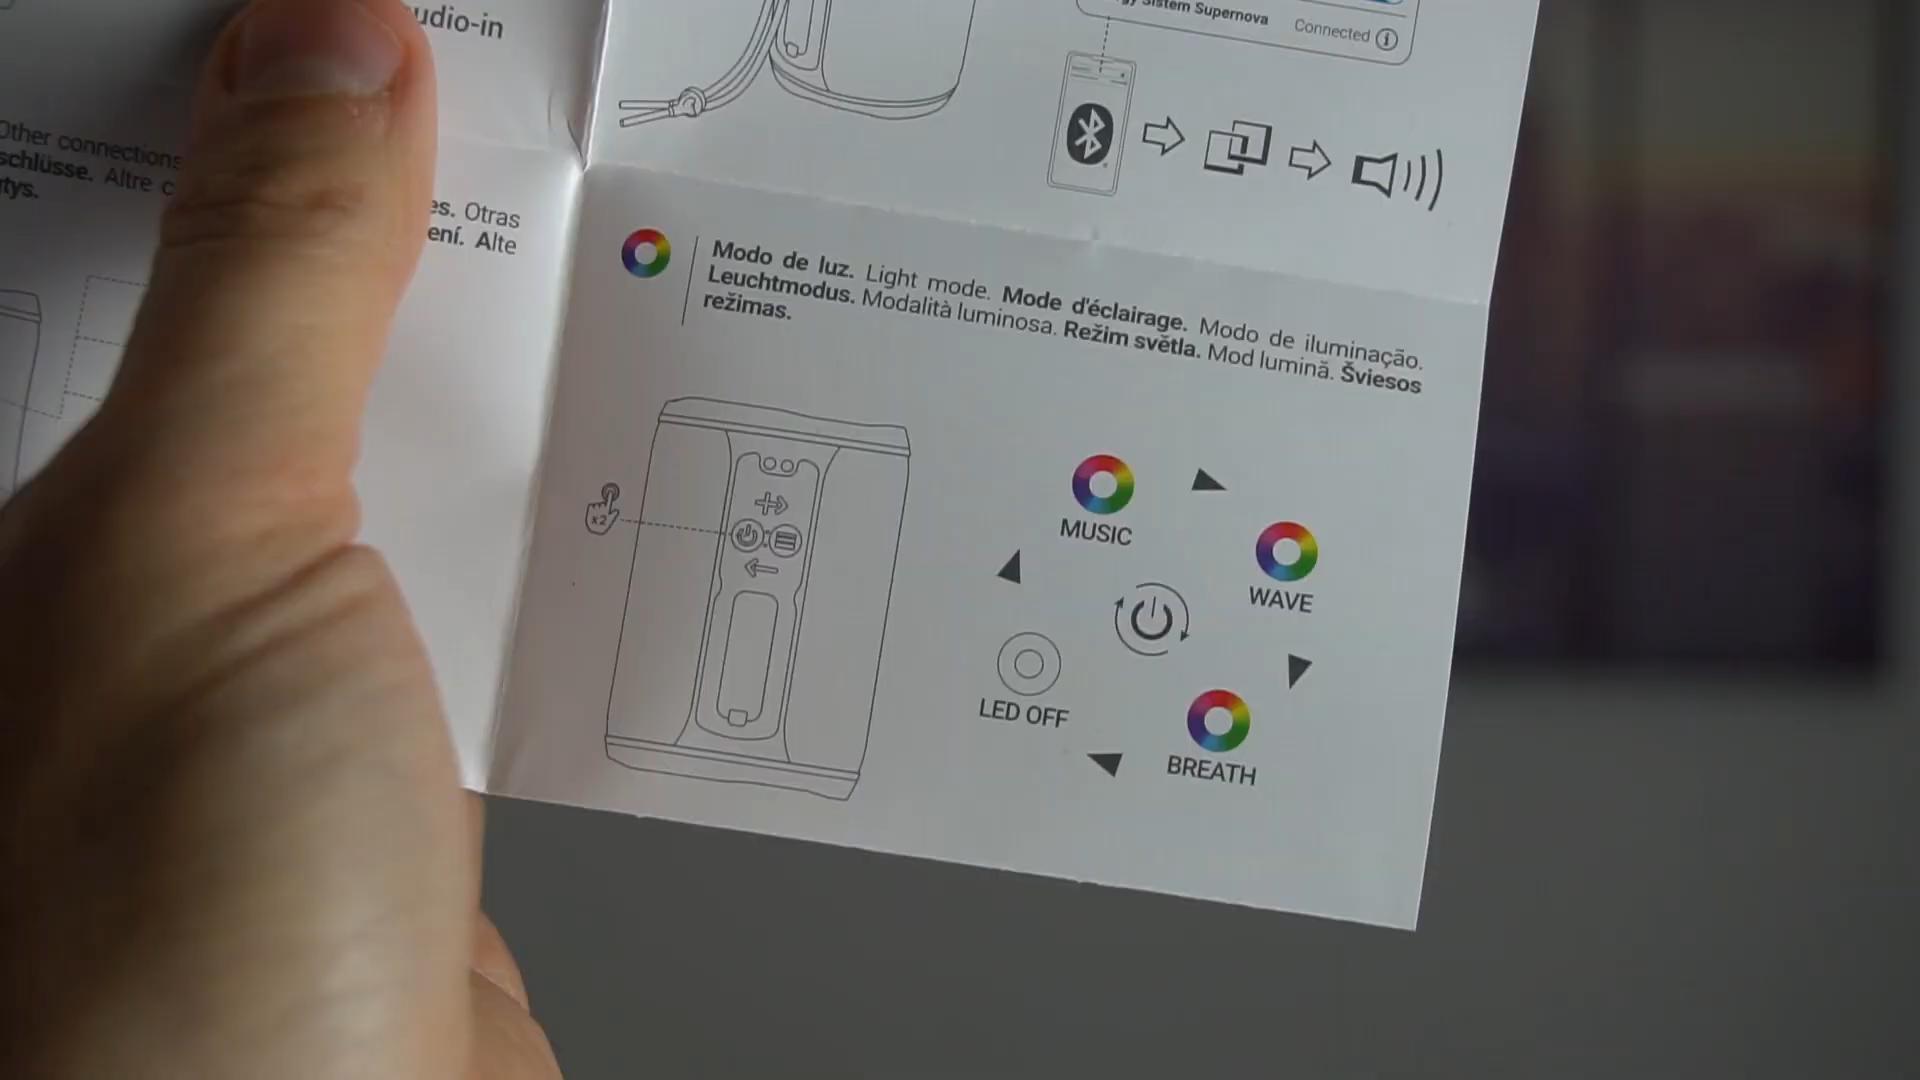 udio-in
Other connections
schlüsse. Altre c
tys.
es. Otras
ení. Alte
gy Sistem Supernova
Connected
Modo de luz. Light mode. Mode d'éclairage. Modo de iluminação.
Leuchtmodus. Modalità luminosa. Režim světla. Mod lumină. Šviesos
režimas.
x2
MUSIC
WAVE
LED OFF
BREATH